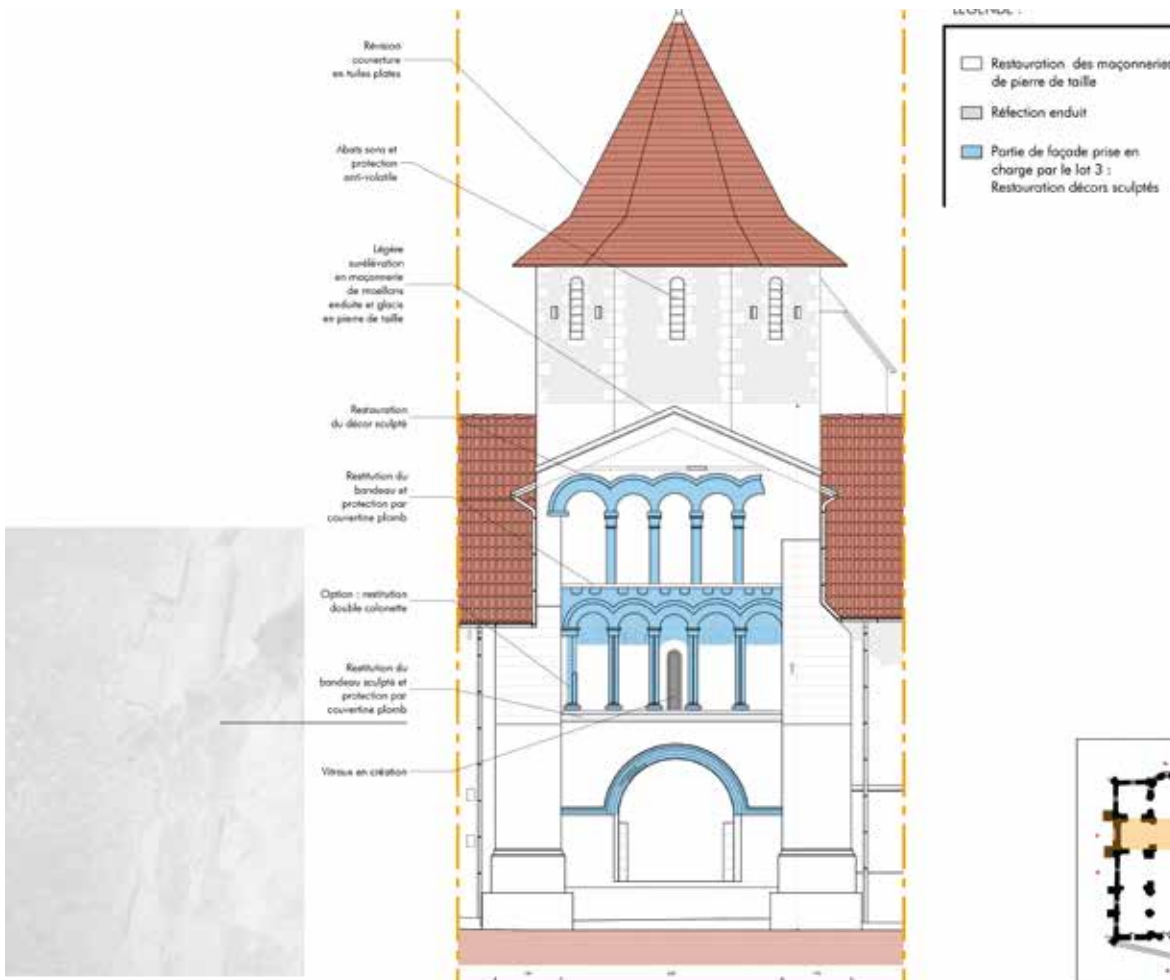 Révision
couverture
en tuiles plates
Abats sons et
protection
anti-volatile
Légère
surélévation
en maçonnerie
de moellons
enduite et glacis
en pierre de taille
Restauration
du décor sculpté
Restitution du
bandeau et
protection par
couvertine plomb
Option : restitution
double colonette
Restitution du
bandeau sculpté et
protection par
couvertine plomb
Vitraux en création
LEGENDE :
Restauration des maçonneries
de pierre de taille
Réfection enduit
Partie de façade prise en
charge par le lot 3 :
Restauration décors sculptés